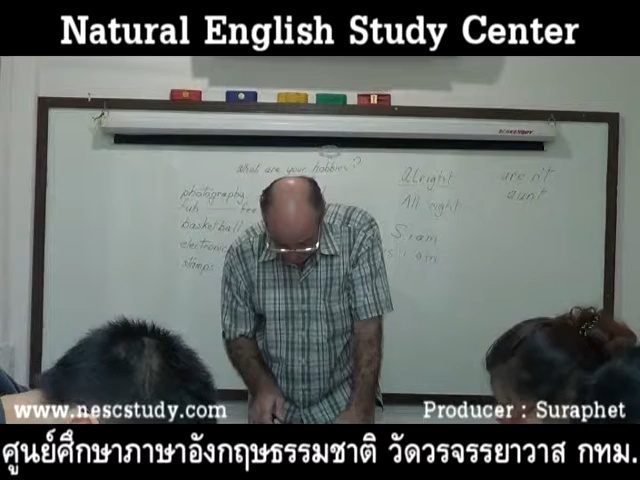 Natural English Study Center
What are your hobbies?
photography
basketball
electronic
stamps
Alright
All right
Siam
aren't
aunt
www.nescstudy.com
Producer : Suraphet
ศูนย์ศึกษาภาษาอังกฤษธรรมชาติ วัดวรจรรยาวาส กทม.